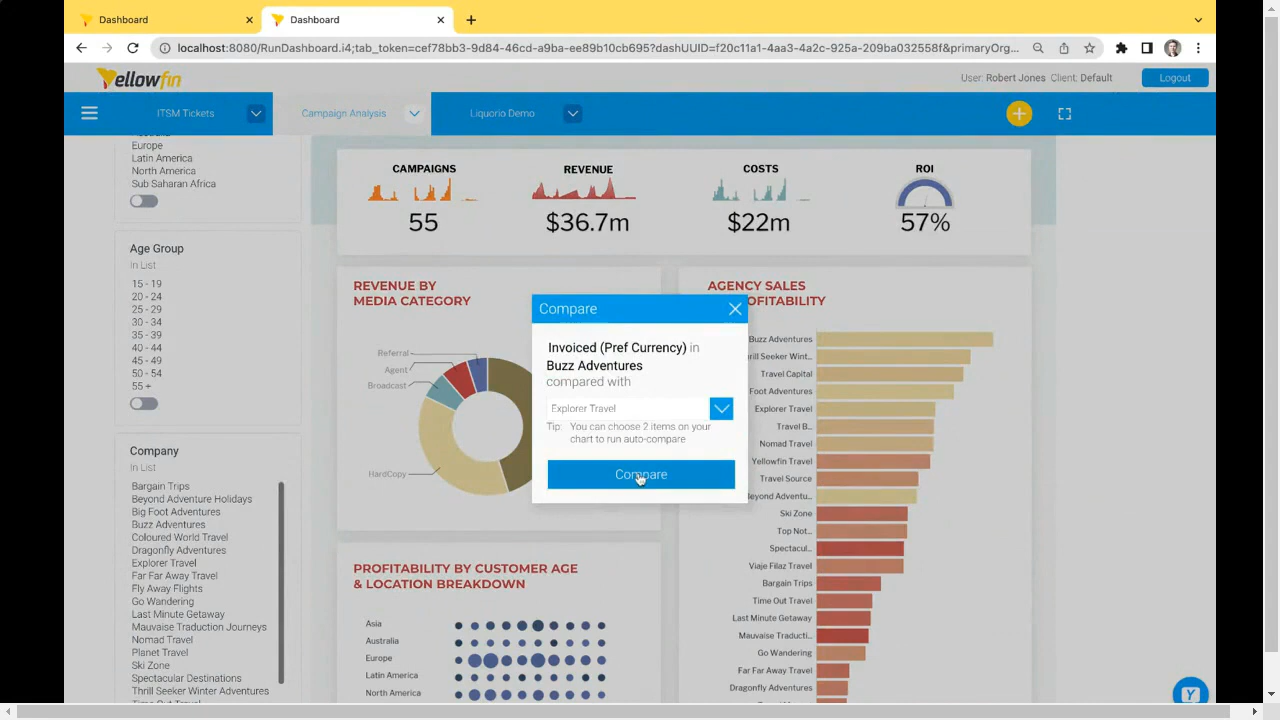 Dashboard
Dashboard
localhost:8080/RunDashboard.i4;tab_token=cef78bb3-9d84-46cd-a9ba-ee89b10cb695?dashUUID=f20c11a1-4aa3-4a2c-925a-209ba032558f&primaryOrg...
Yellowfin
User: Robert Jones Client: Default
Logout
ITSM Tickets
Campaign Analysis
Liquorio Demo
Europe
Latin America
North America
Sub Saharan Africa
Age Group
in List
15 - 19
20 - 24
25 - 29
30 - 34
35 - 39
40 - 44
45 - 49
50 - 54
55 +
Company
In List
Bargain Trips
Beyond Adventure Holidays
Big Foot Adventures
Buzz Adventures
Coloured World Travel
Dragonfly Adventures
Explorer Travel
Far Far Away Travel
Fly Away Flights
Go Wandering
Last Minute Getaway
Mauvaise Traduction Journeys
Nomad Travel
Planet Travel
Ski Zone
Spectacular Destinations
Thrill Seeker Winter Adventures
CAMPAIGNS
55
REVENUE
$36.7m
COSTS
$22m
ROI
57%
REVENUE BY
MEDIA CATEGORY
Referral
Agent
Broadcast
HardCopy
Compare
Invoiced (Pref Currency) in
Buzz Adventures
compared with
Explorer Travel
Tip: You can choose 2 items on your
chart to run auto-compare
Compare
PROFITABILITY BY CUSTOMER AGE
& LOCATION BREAKDOWN
Asia
Australia
Europe
Latin America
North America
AGENCY SALES
OFITABILITY
Buzz Adventures
hrill Seeker Wint...
Travel Capital
Foot Adventures
Explorer Travel
Travel B...
Nomad Travel
Yellowfin Travel
Travel Source
Beyond Adventu...
Ski Zone
Top Not...
Spectacul...
Viaje Filaz Travel
Bargain Trips
Time Out Travel
Last Minute Getaway
Mauvaise Traducti...
Go Wandering
Far Far Away Travel
Dragonfly Adventures